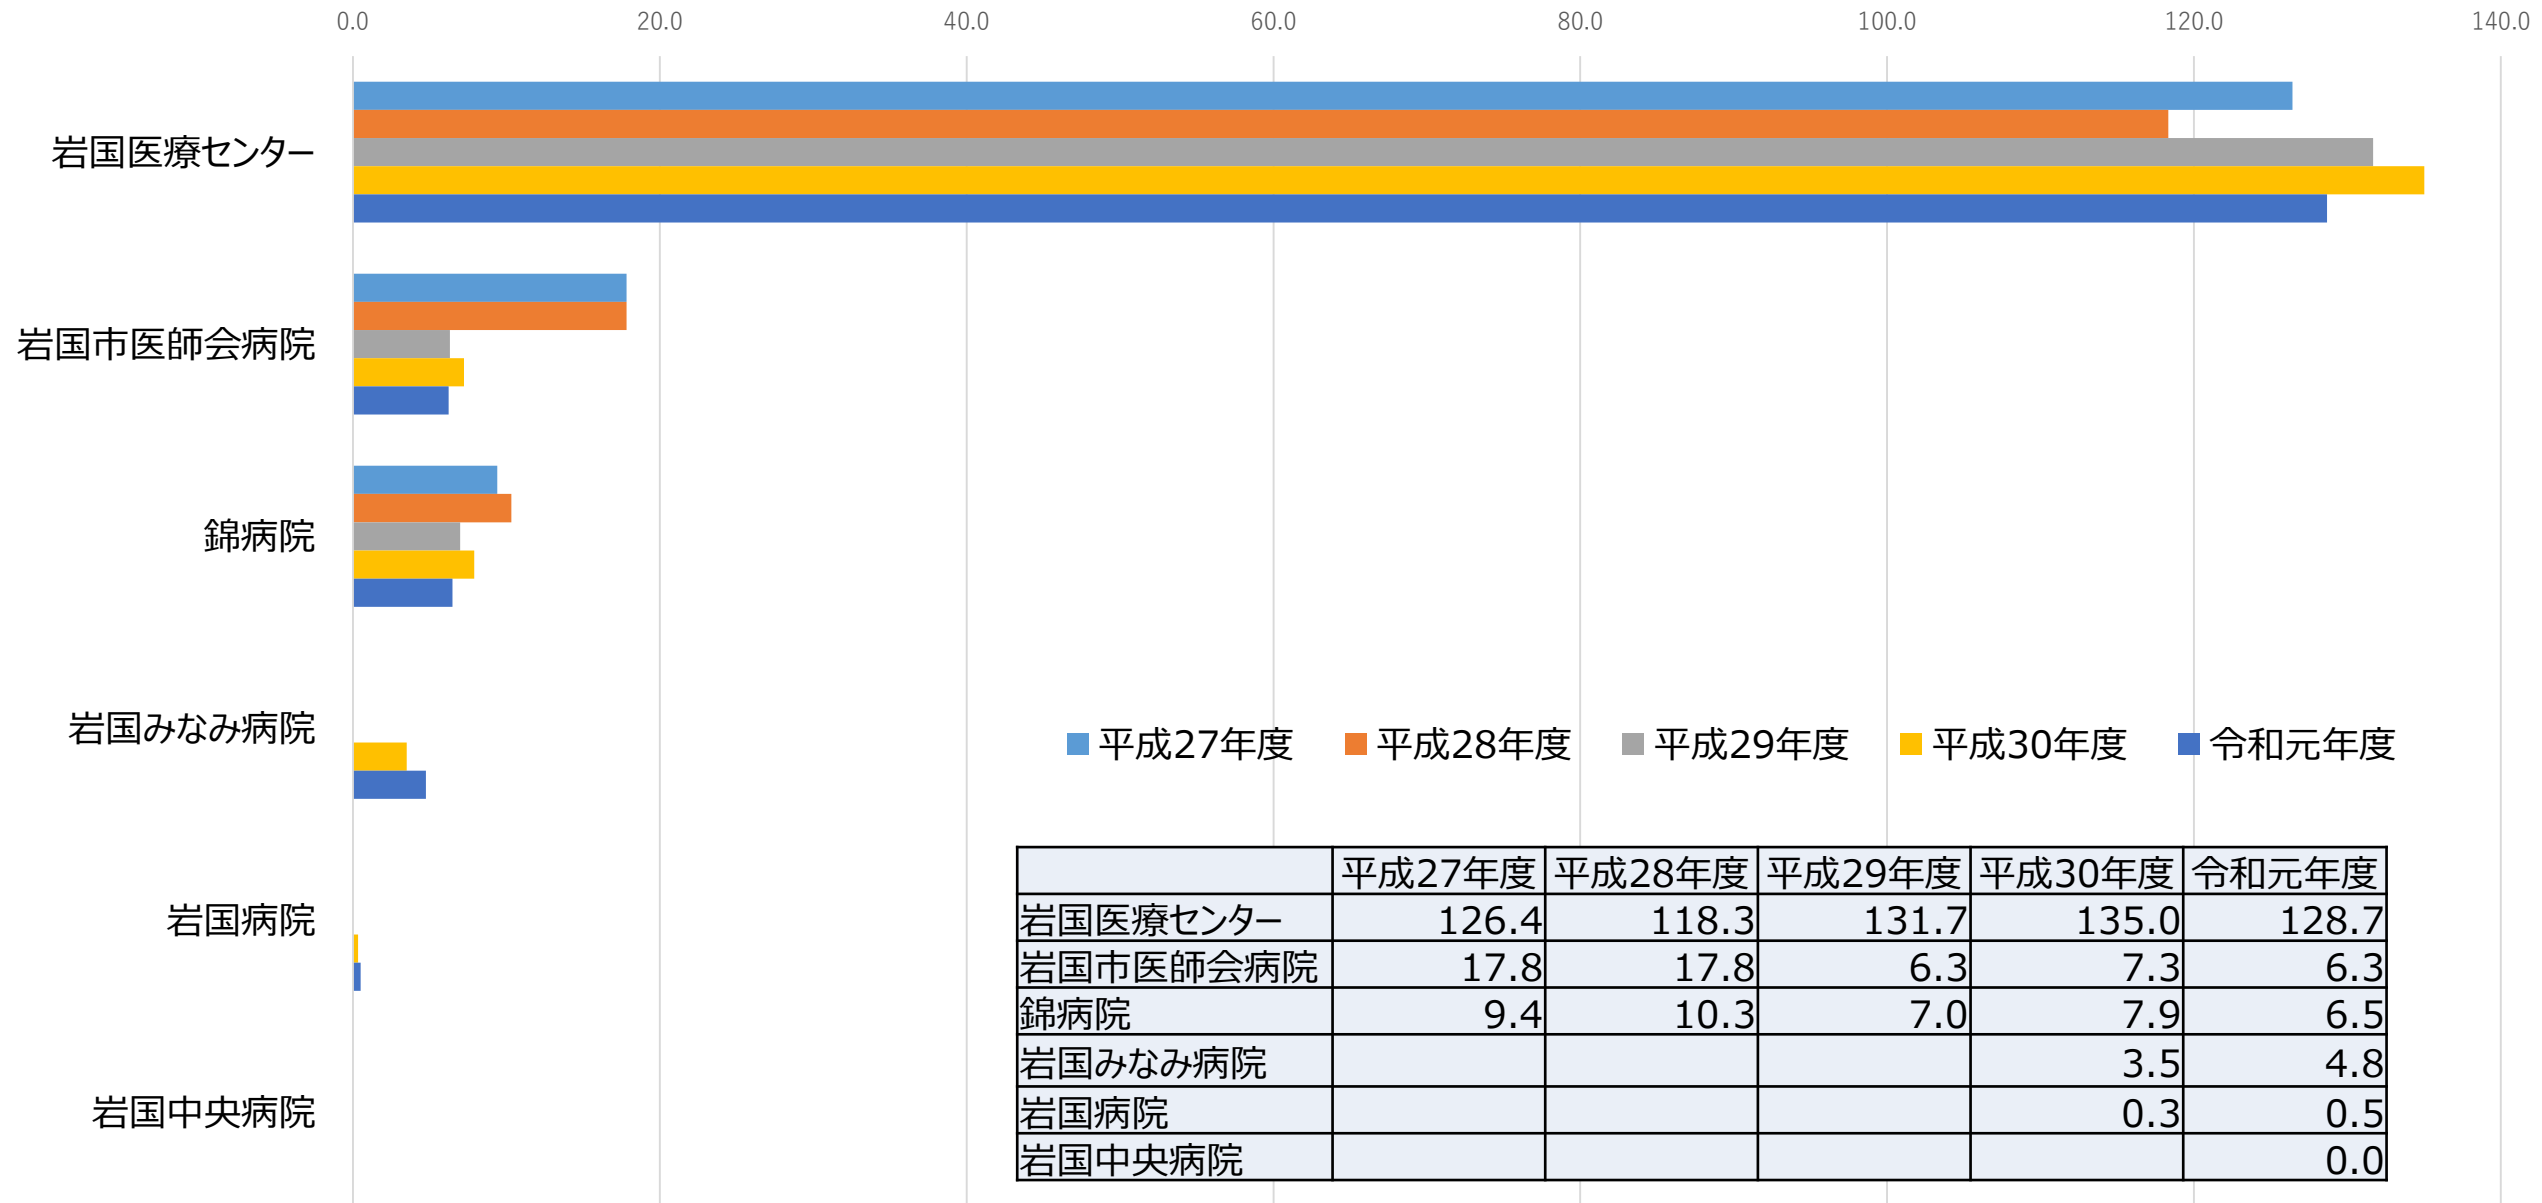 0.0 20.0 40.0 60.0 80.0 100.0 120.0 140.0
岩国医療センター
岩国市医師会病院
錦病院
岩国みなみ病院
岩国病院
岩国中央病院
平成27年度 平成28年度 平成29年度 平成30年度 令和元年度
平成27年度 平成28年度 平成29年度 平成30年度 令和元年度
岩国医療センター 126.4 118.3 131.7 135.0 128.7
岩国市医師会病院 17.8 17.8 6.3 7.3 6.3
錦病院 9.4 10.3 7.0 7.9 6.5
岩国みなみ病院 3.5 4.8
岩国病院 0.3 0.5
岩国中央病院 0.0